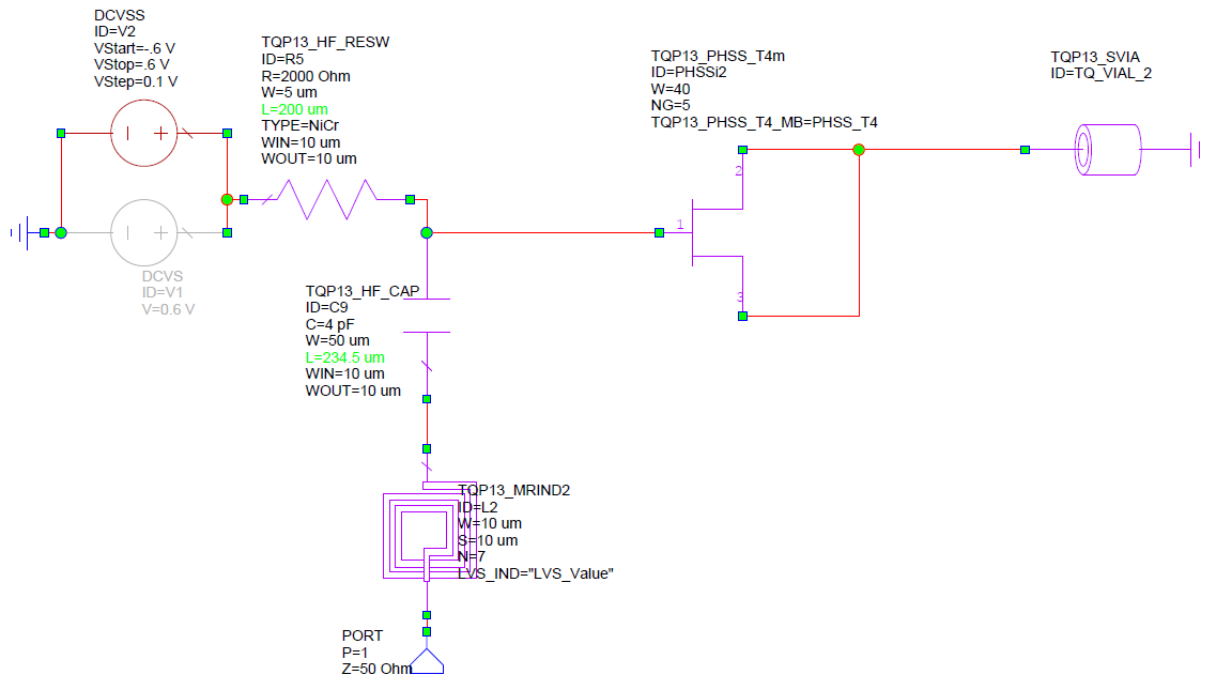 DCVSS
ID=V2
VStart=-.6 V
VStop=.6 V
VStep=0.1 V
TQP13_HF_RESW
ID=R5
R=2000 Ohm
W=5 um
L=200 um
TYPE=NiCr
WIN=10 um
WOUT=10 um
TQP13_PHSS_T4m
ID=PHSSi2
W=40
NG=5
TQP13_PHSS_T4_MB=PHSS_T4
TQP13_SVIA
ID=TQ_VIAL_2
2
1
3
DCVS
ID=V1
V=0.6 V
TQP13_HF_CAP
ID=C9
C=4 pF
W=50 um
L=234.5 um
WIN=10 um
WOUT=10 um
TQP13_MRIND2
ID=L2
W=10 um
S=10 um
N=7
LVS_IND="LVS_Value"
PORT
P=1
Z=50 Ohm